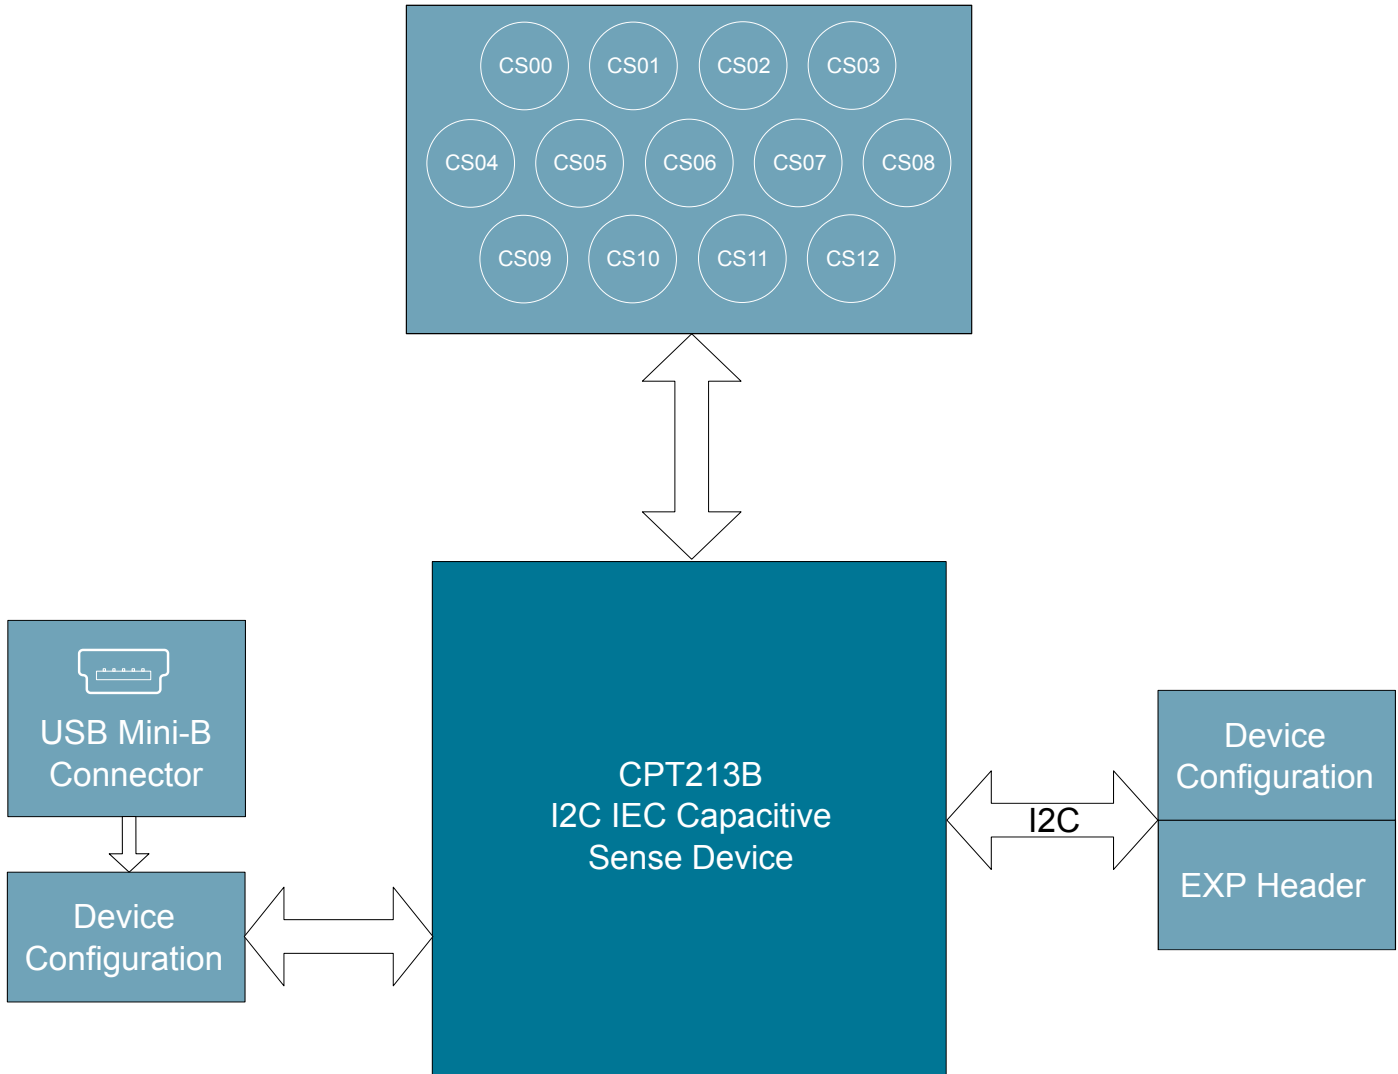 CS00 CS01 CS02 CS03
CS04 CS05 CS06 CS07 CS08
CS09 CS10 CS11 CS12
USB Mini-B
Connector
Device
Configuration
CPT213B
I2C IEC Capacitive
Sense Device
I2C
Device
Configuration
EXP Header